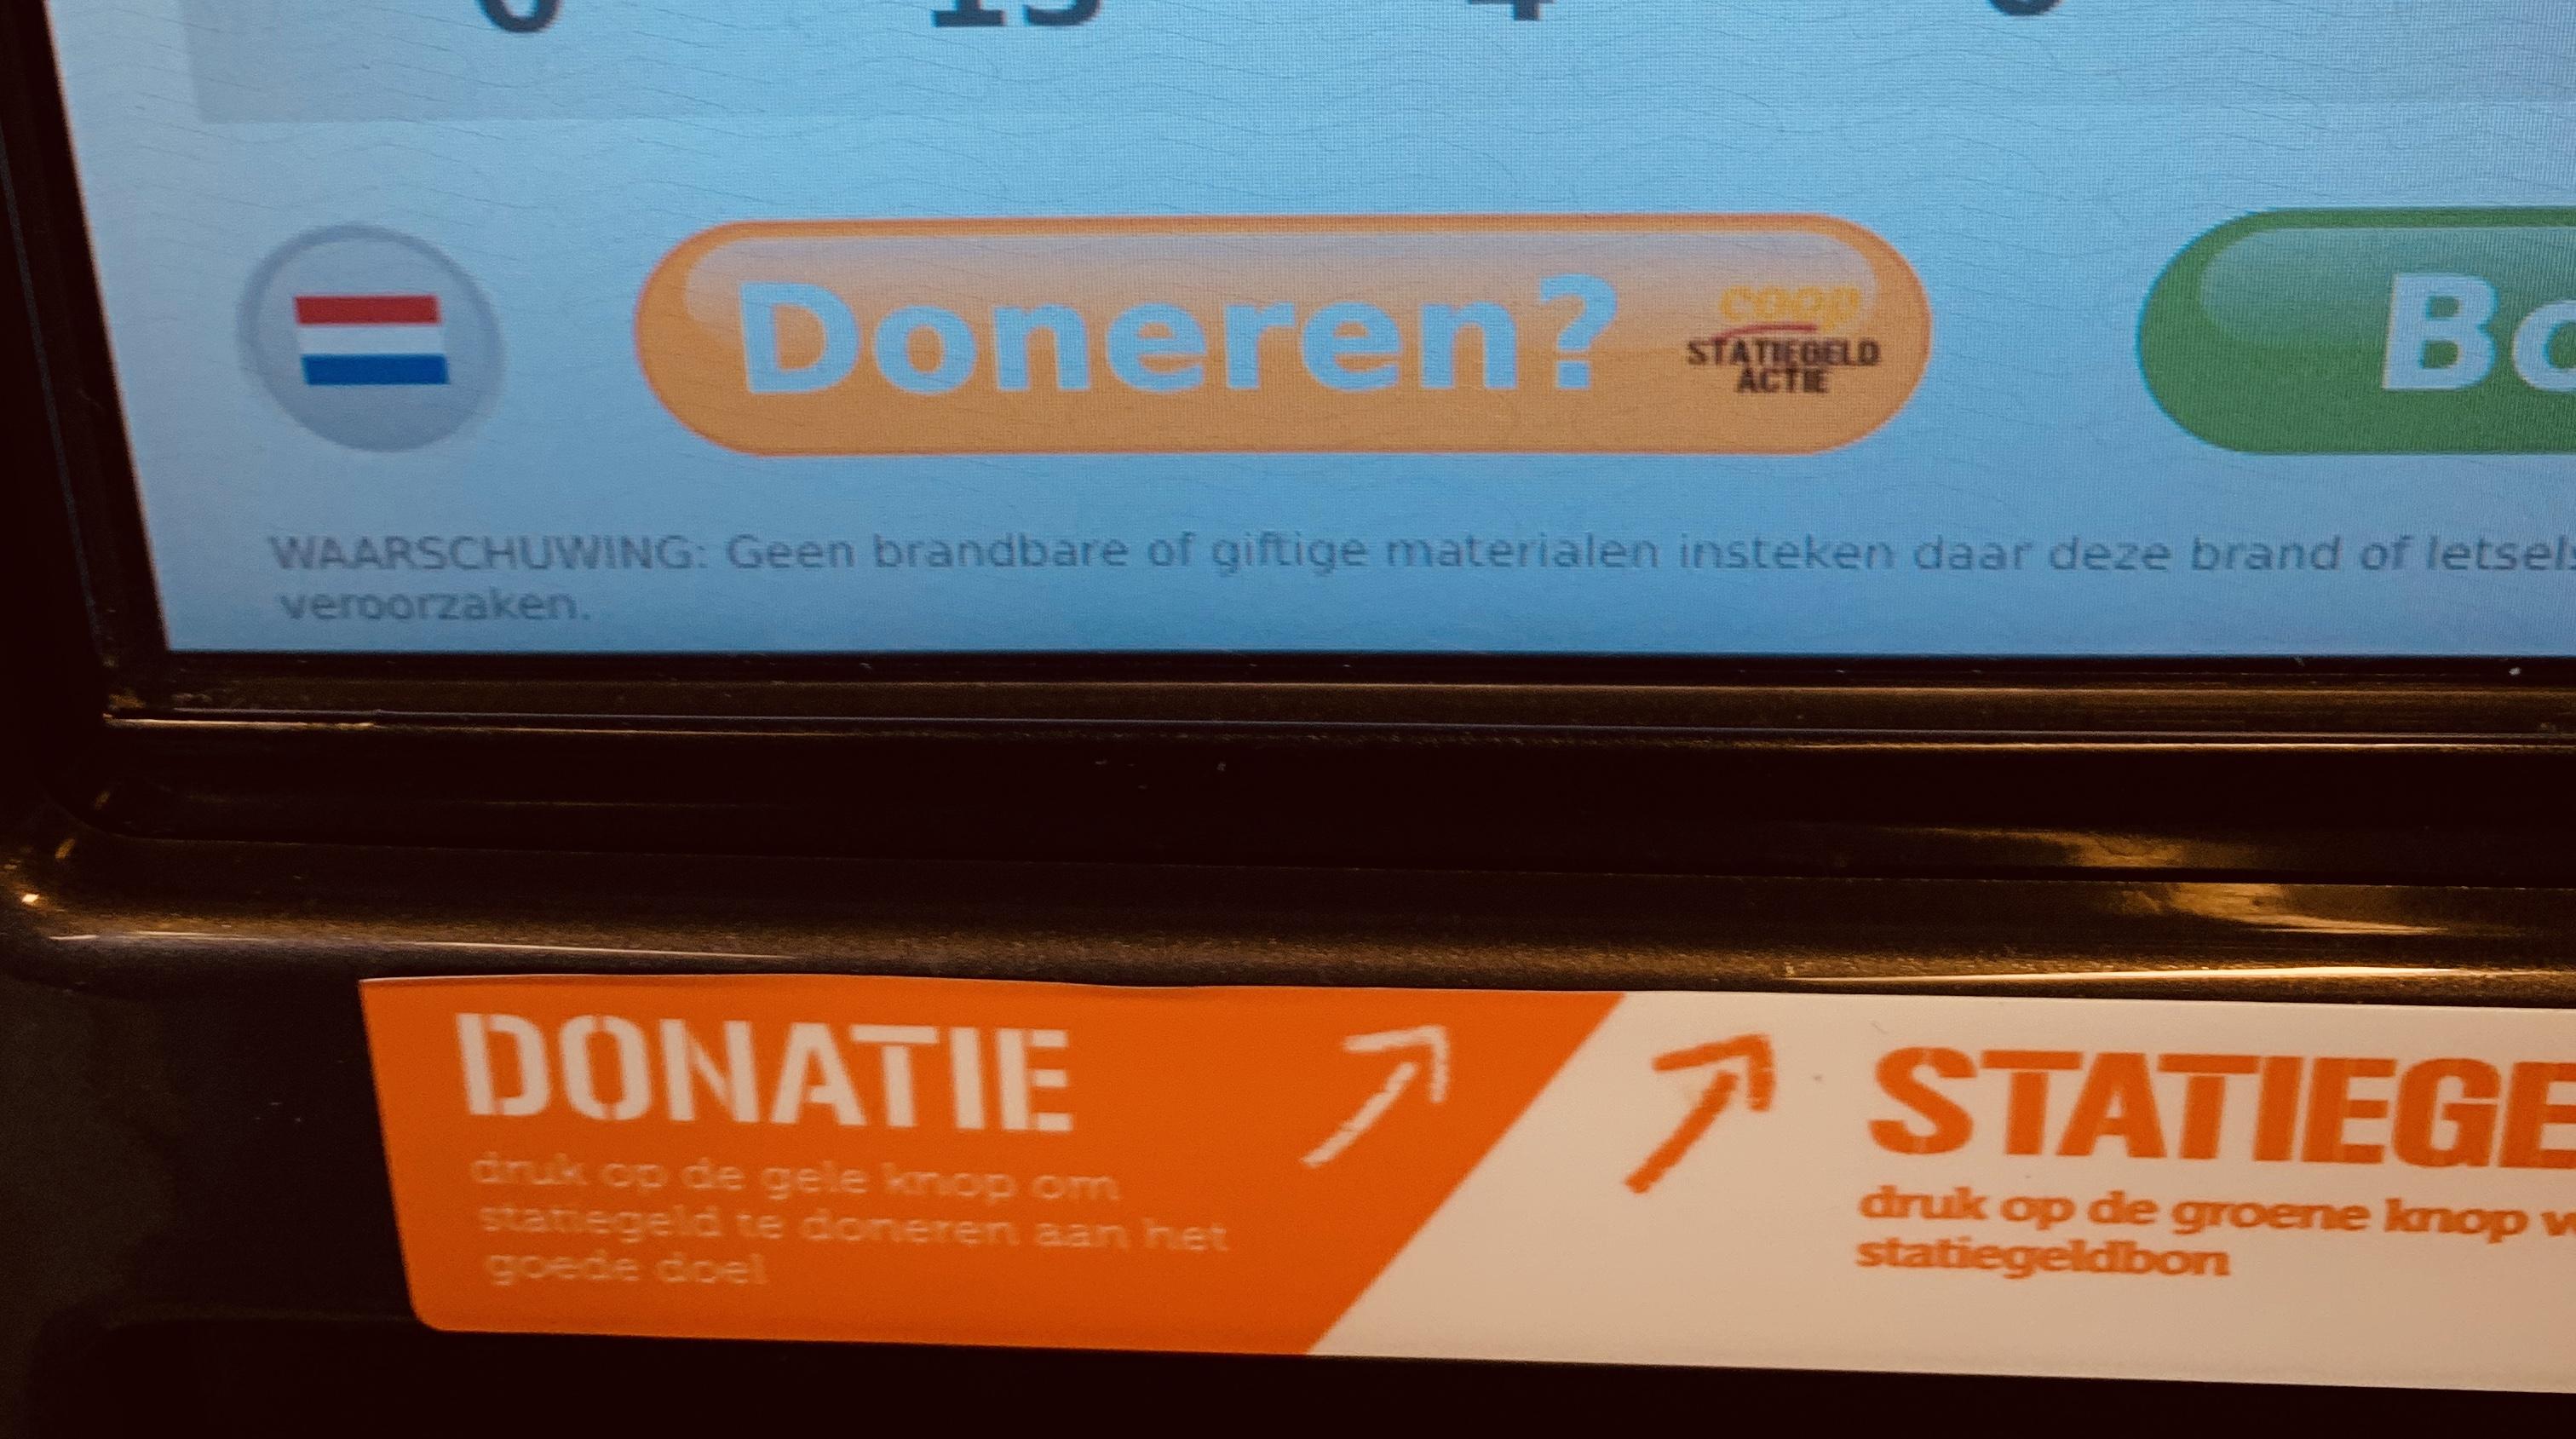 Doneren?
coop
STATIEGELD
ACTIE
WAARSCHUWING: Geen brandbare of giftige materialen insteken daar deze brand of letsels
veroorzaken.
DONATIE
druk op de gele knop om
statiegeld te doneren aan het
goede doel
STATIEGE
druk op de groene knop v
statiegeldbon